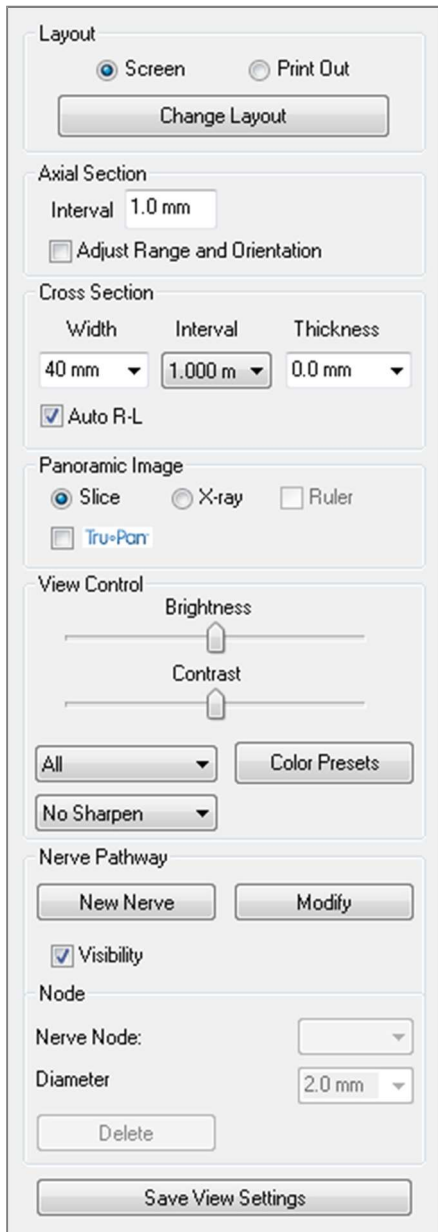 Layout
Screen Print Out
Change Layout
Axial Section
Interval 1.0 mm
Adjust Range and Orientation
Cross Section
Width Interval Thickness
40 mm 1.000 m 0.0 mm
Auto R-L
Panoramic Image
Slice X-ray Ruler
Tru•Pan
View Control
Brightness
Contrast
All Color Presets
No Sharpen
Nerve Pathway
New Nerve Modify
Visibility
Node
Nerve Node:
Diameter 2.0 mm
Delete
Save View Settings